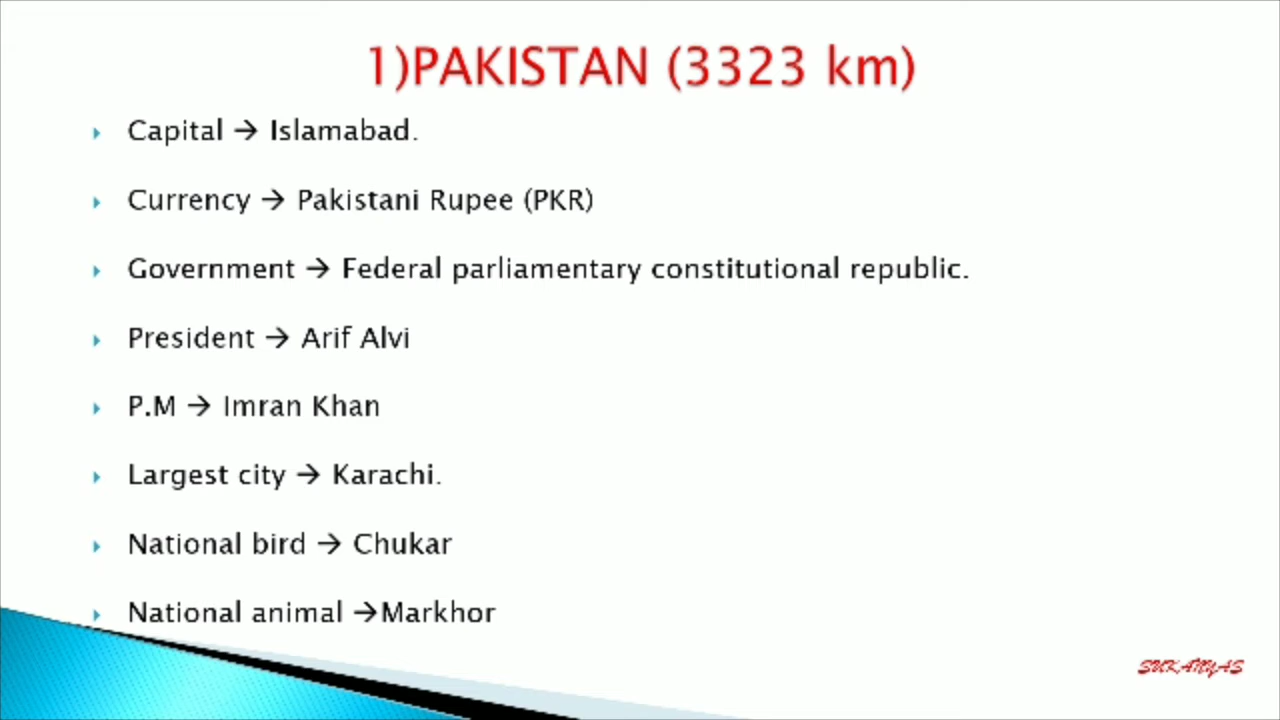 1)PAKISTAN (3323 km)
Capital → Islamabad.
Currency → Pakistani Rupee (PKR)
Government → Federal parliamentary constitutional republic.
President → Arif Alvi
P.M → Imran Khan
Largest city → Karachi.
National bird → Chukar
National animal →Markhor
SUKANYAS